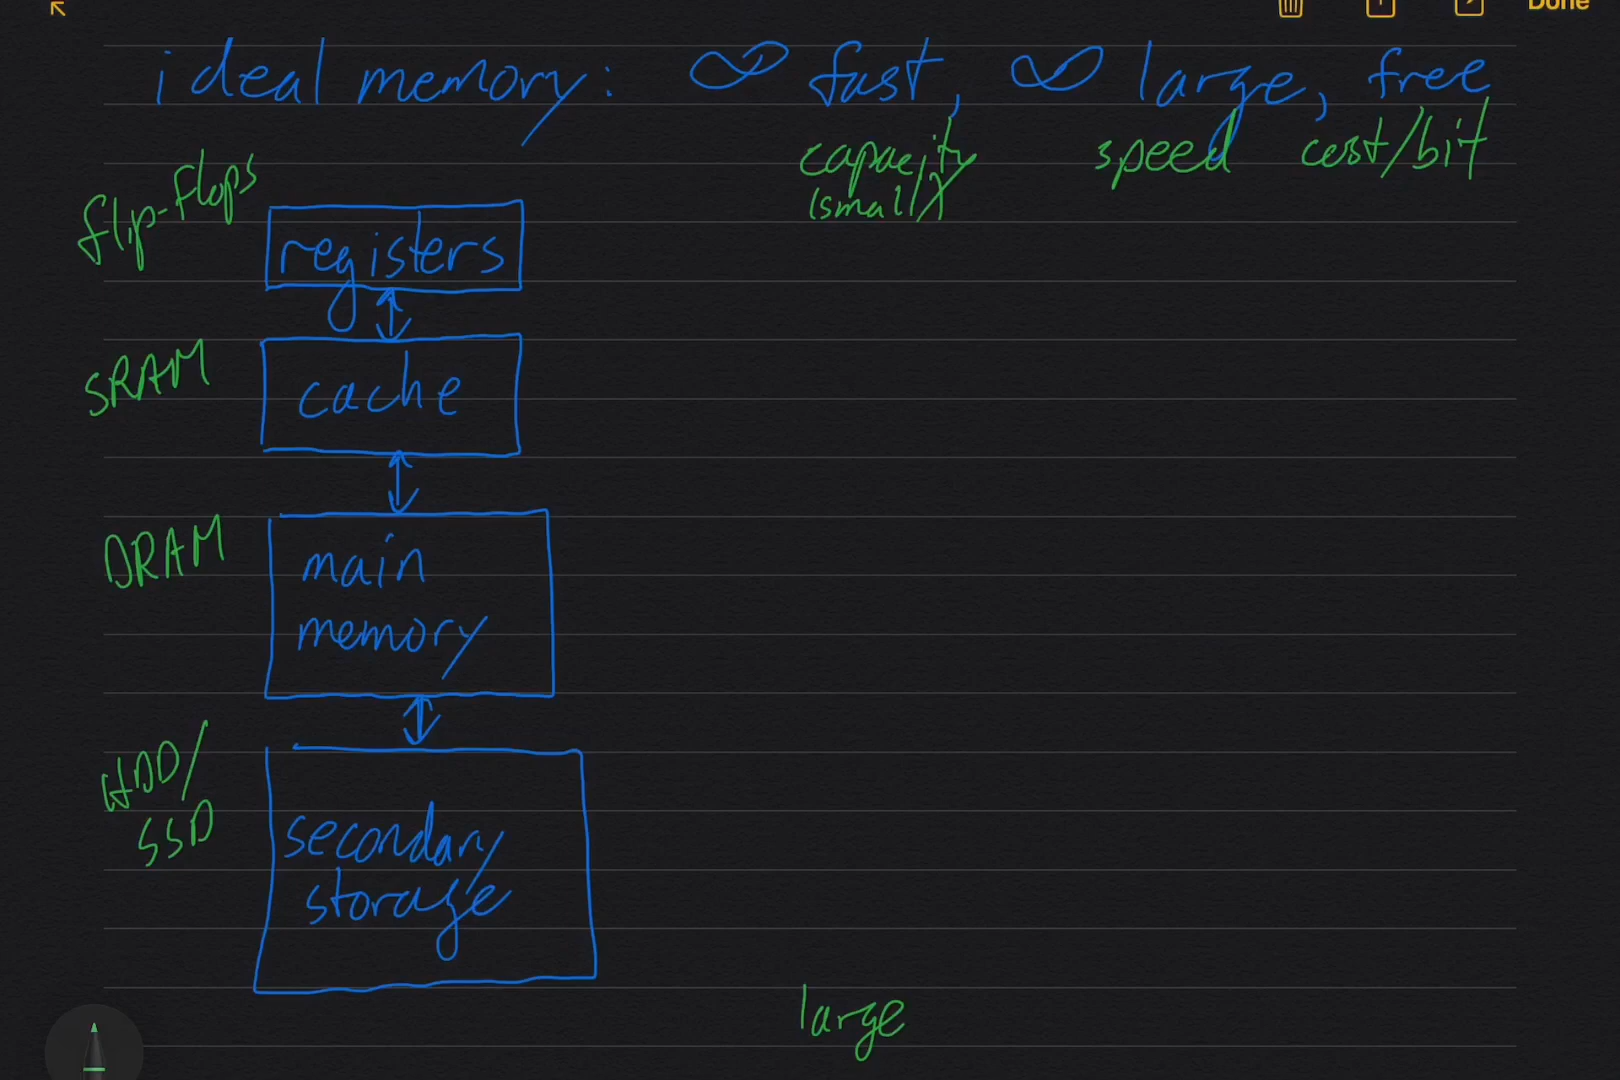 Done
ideal memory: ∞ fast, ∞ large, free
capacity speed cost/bit
(small)
flip-flops
registers
SRAM
cache
DRAM
main
memory
HDD/
SSD
secondary
storage
large